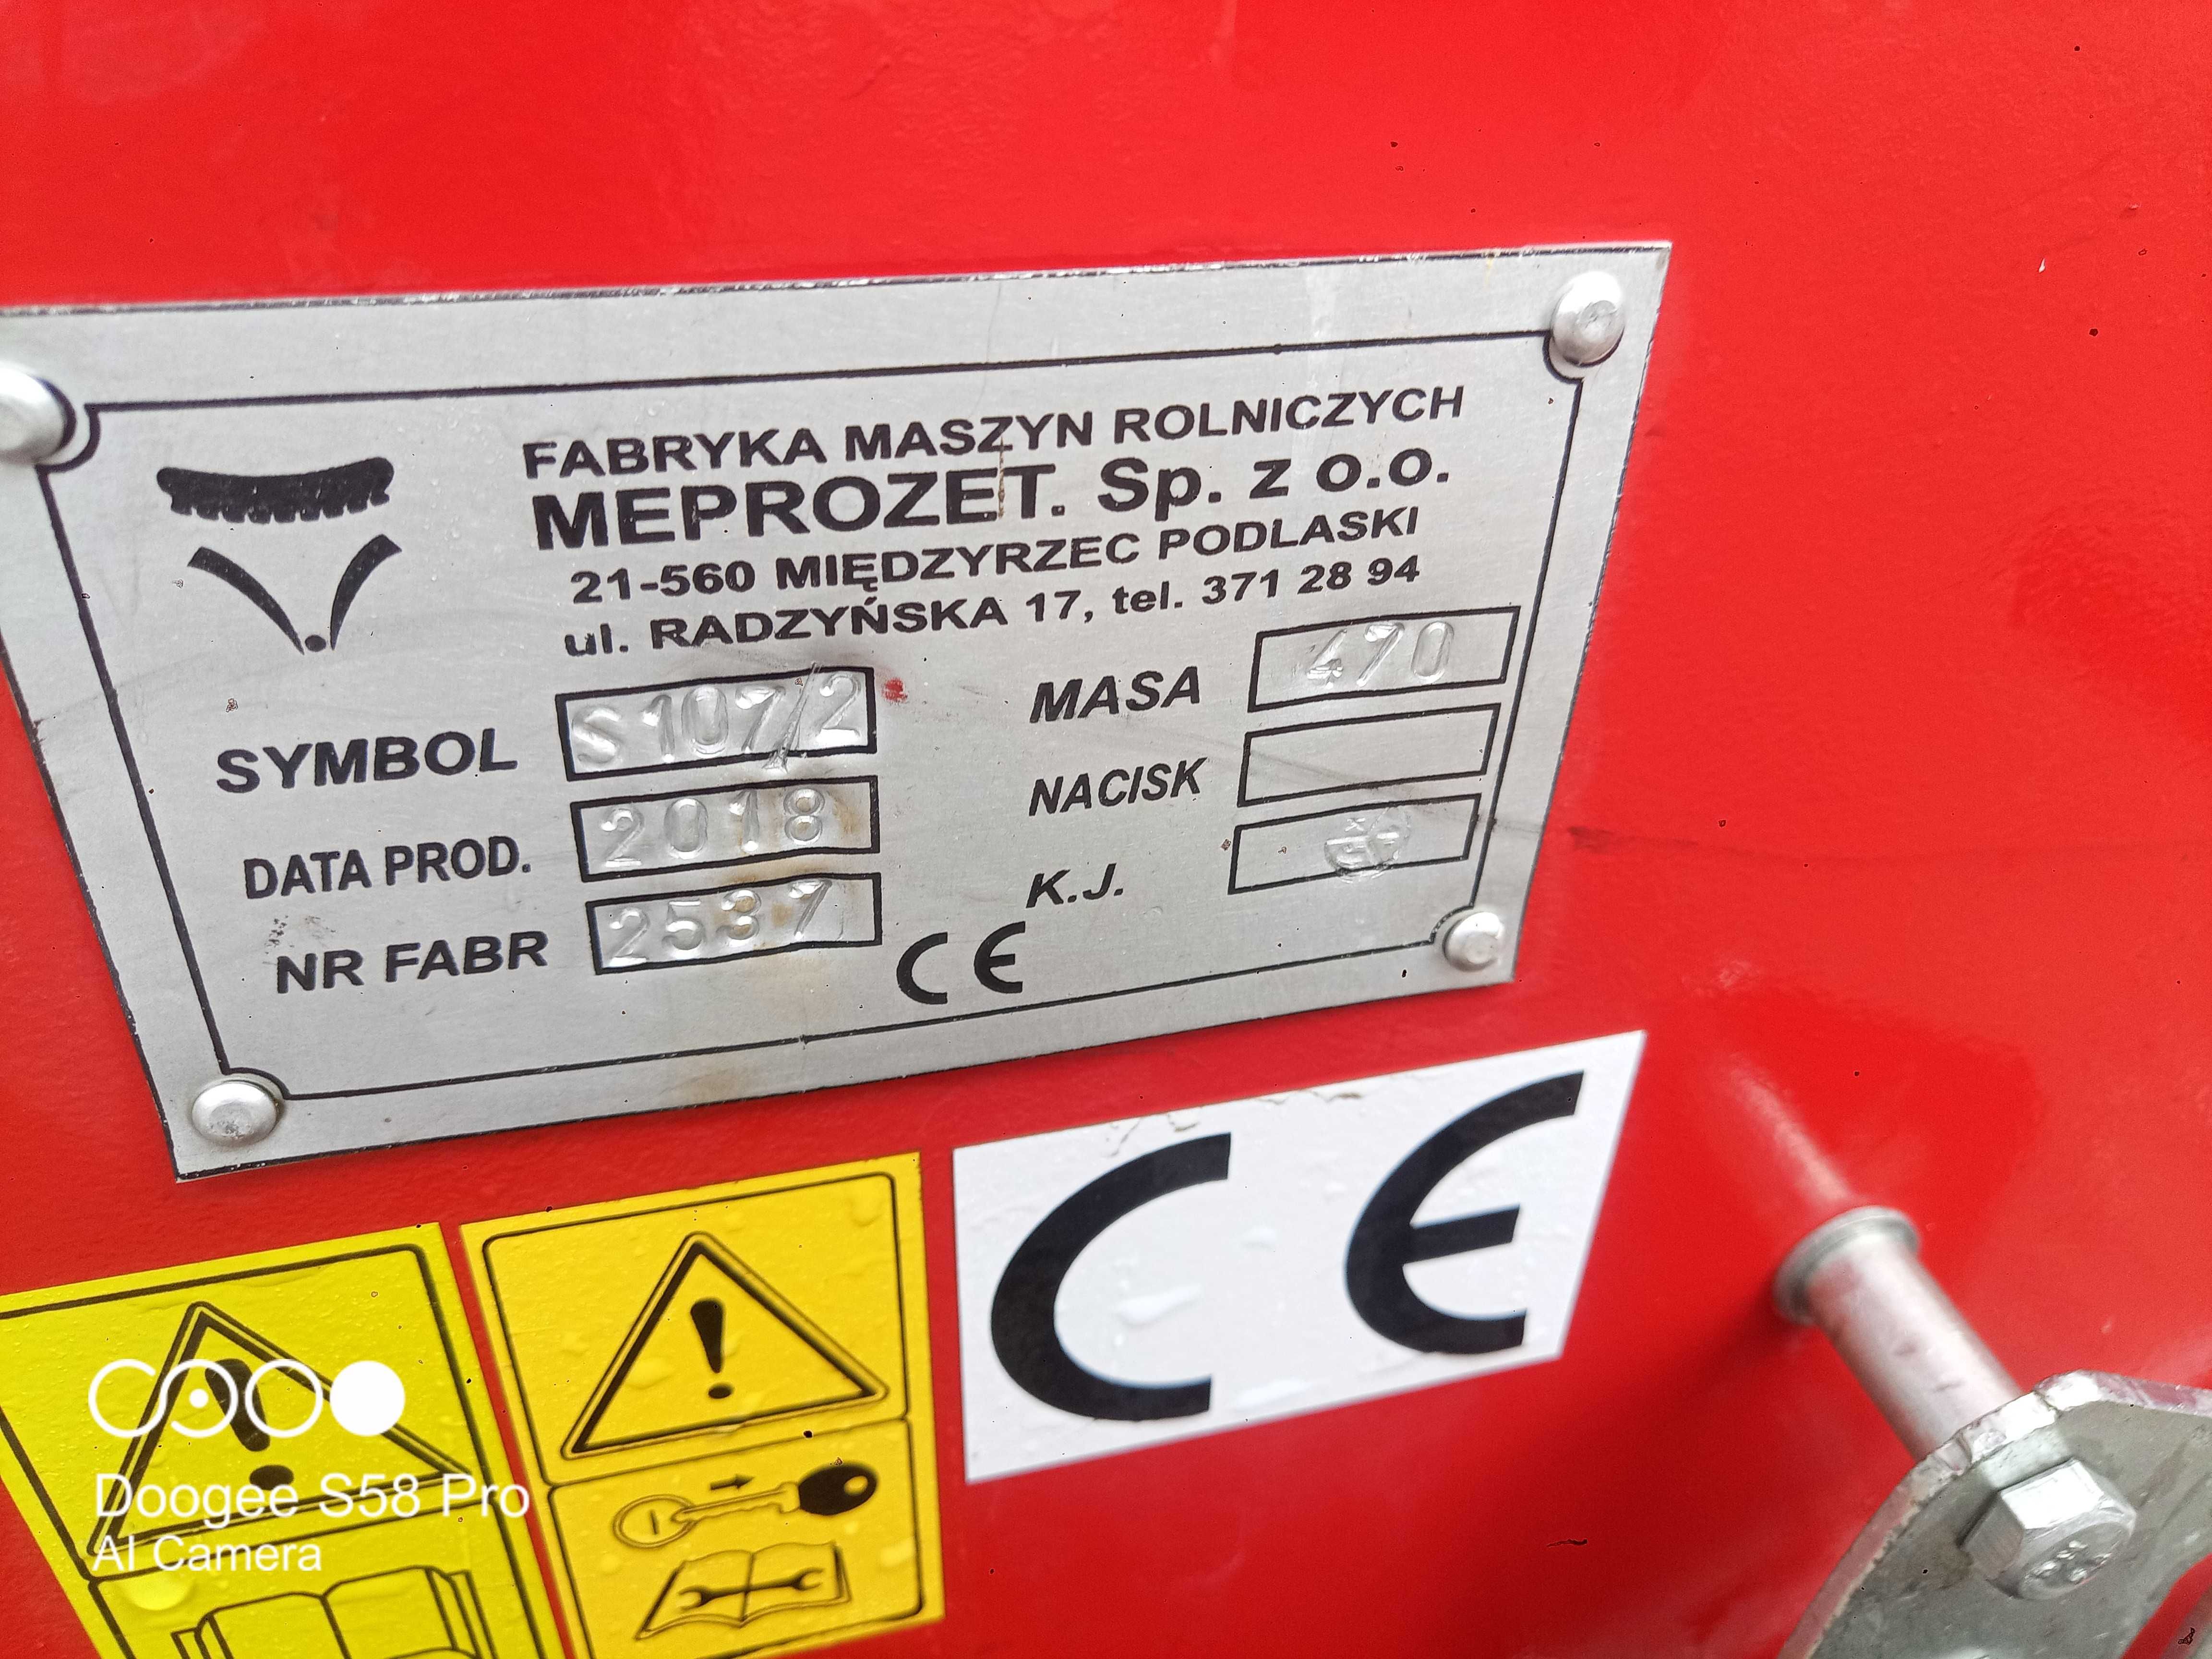 FABRYKA MASZYN ROLNICZYCH
MEPROZET. Sp. z o.o.
21-560 MIĘDZYRZEC PODLASKI
ul. RADZYŃSKA 17, tel. 371 28 94
SYMBOL S107/2
DATA PROD. 2018
NR FABR 2537
MASA 470
NACISK
K.J.
CE
CE
Doogee S58 Pro
AI Camera